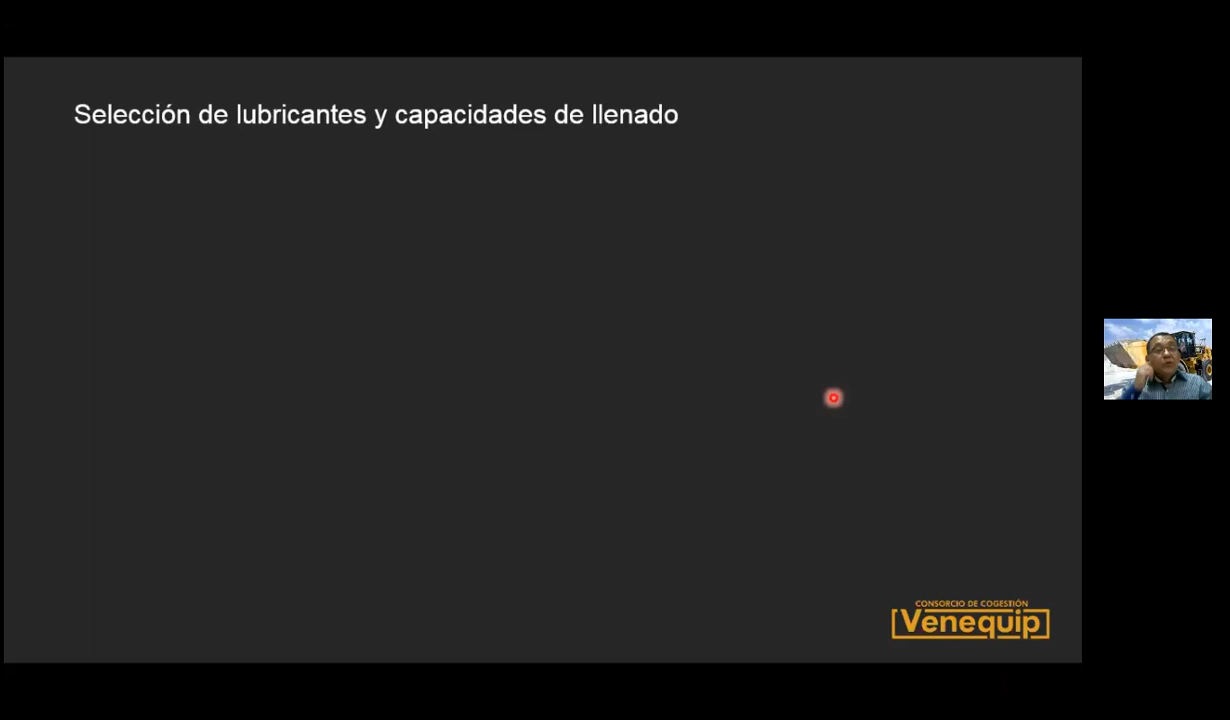 Selección de lubricantes y capacidades de llenado
CONSORCIO DE COGESTIÓN
Venequip